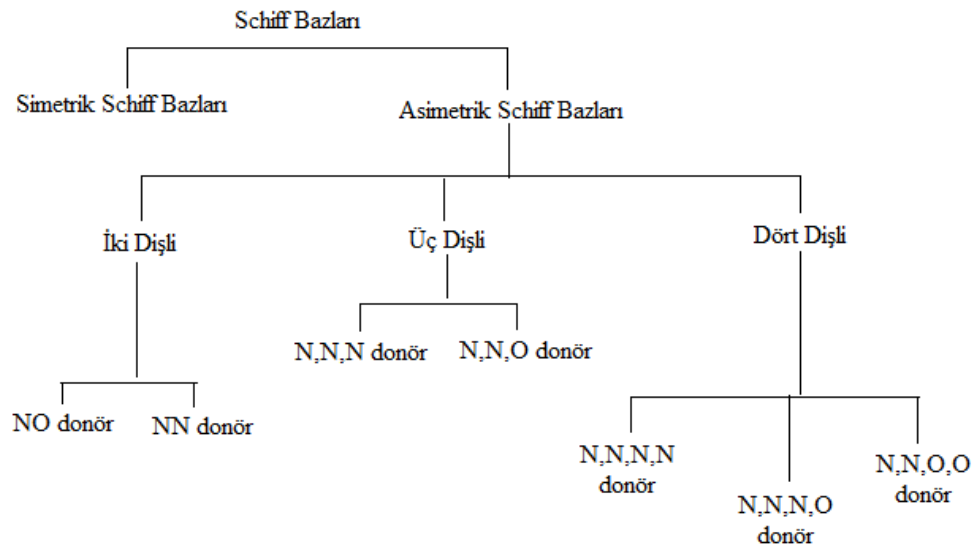 Schiff Bazları
Simetrik Schiff Bazları
Asimetrik Schiff Bazları
İki Dişli
Üç Dişli
Dört Dişli
N,N,N donör
N,N,O donör
NO donör
NN donör
N,N,N,N
donör
N,N,N,O
donör
N,N,O,O
donör